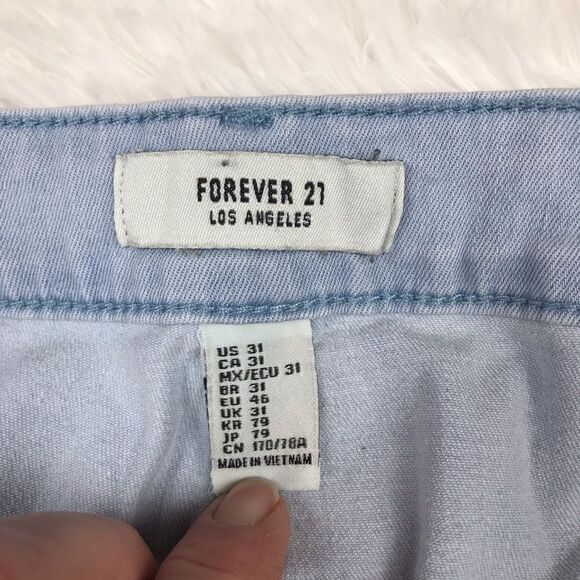 FOREVER 21
LOS ANGELES
US 31
CA 31
MX/ECU 31
BR 31
EU 46
UK 31
KR 79
JP 79
CN 170/78A
MADE IN VIETNAM